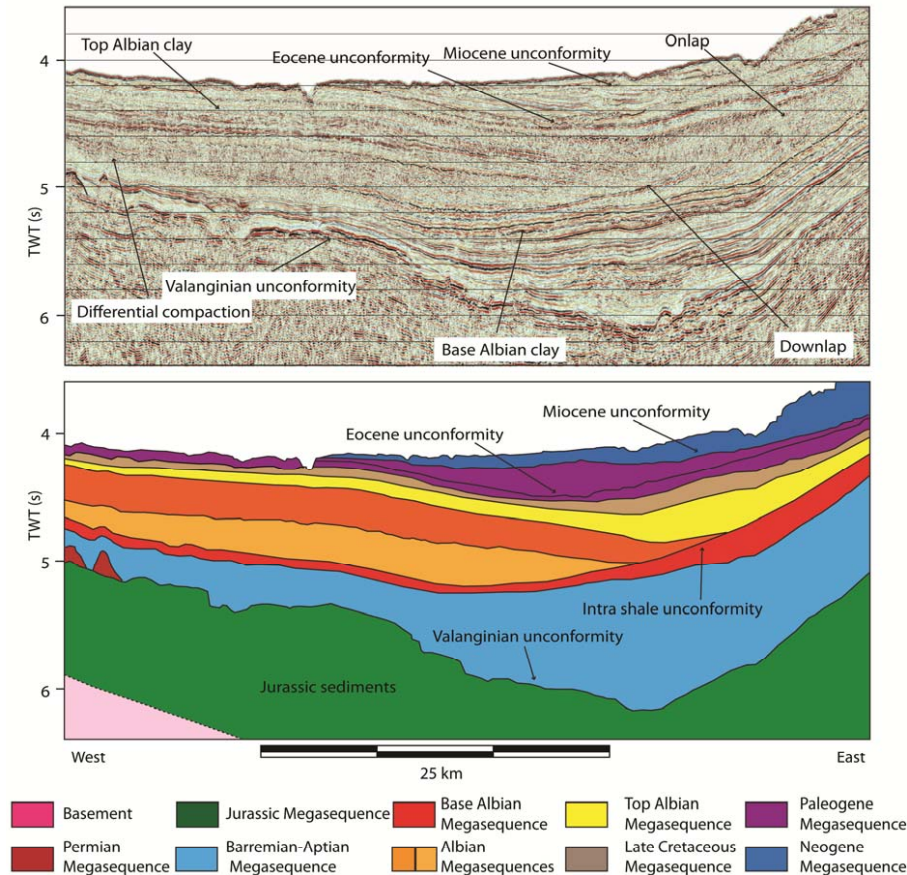 Top Albian clay
Eocene unconformity
Miocene unconformity
Onlap
4
5
6
TWT (s)
Valanginian unconformity
Differential compaction
Base Albian clay
Downlap
Miocene unconformity
Eocene unconformity
4
5
6
TWT (s)
Intra shale unconformity
Valanginian unconformity
Jurassic sediments
West
East
25 km
Basement
Jurassic Megasequence
Base Albian
Megasequence
Top Albian
Megasequence
Paleogene
Megasequence
Permian
Megasequence
Barremian-Aptian
Megasequence
Albian
Megasequences
Late Cretaceous
Megasequence
Neogene
Megasequence